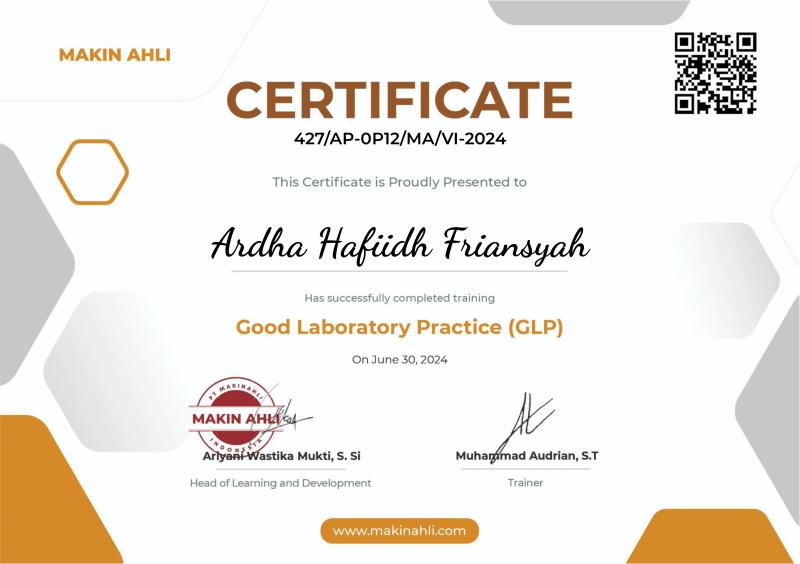 MAKIN AHLI
CERTIFICATE
427/AP-0P12/MA/VI-2024
This Certificate is Proudly Presented to
Ardha Hafiidh Friansyah
Has successfully completed training
Good Laboratory Practice (GLP)
On June 30, 2024
PT MAKINAHLI
MAKIN AHLI
INDONESIA
Ariyani Wastika Mukti, S. Si
Head of Learning and Development
Muhammad Audrian, S.T
Trainer
www.makinahli.com